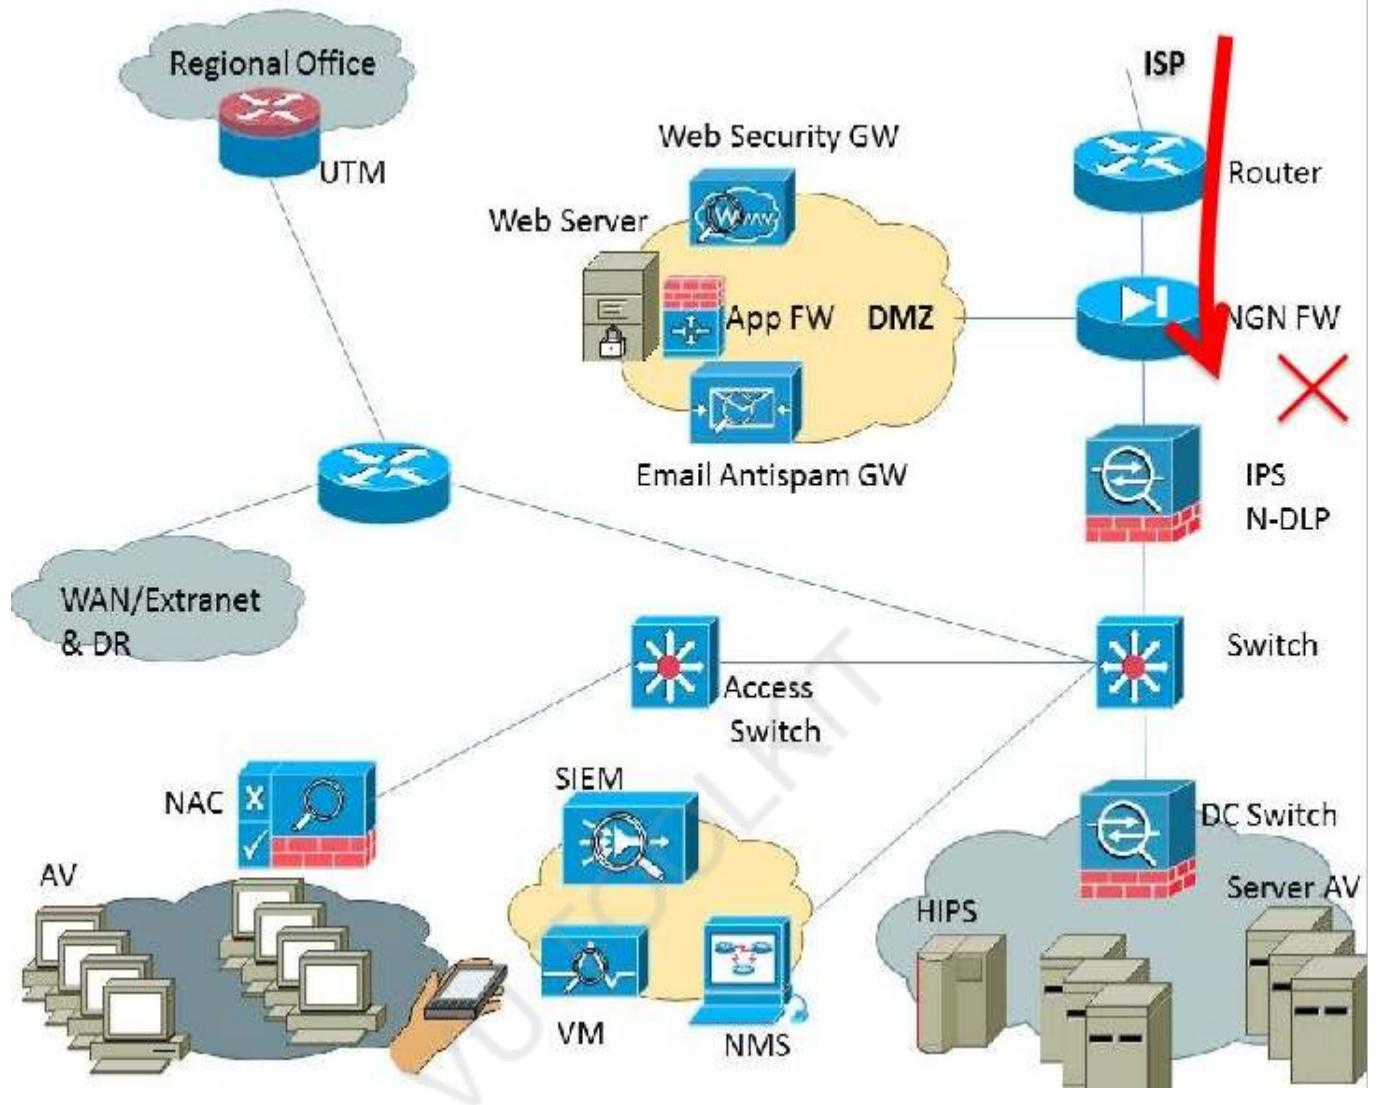 Regional Office
UTM
ISP
Router
Web Security GW
Web Server
W
App FW
DMZ
NGN FW
Email Antispam GW
IPS
N-DLP
WAN/Extranet
& DR
Switch
Access
Switch
NAC
X
SIEM
DC Switch
AV
HIPS
Server AV
VM
NMS
VUTOOLKIT